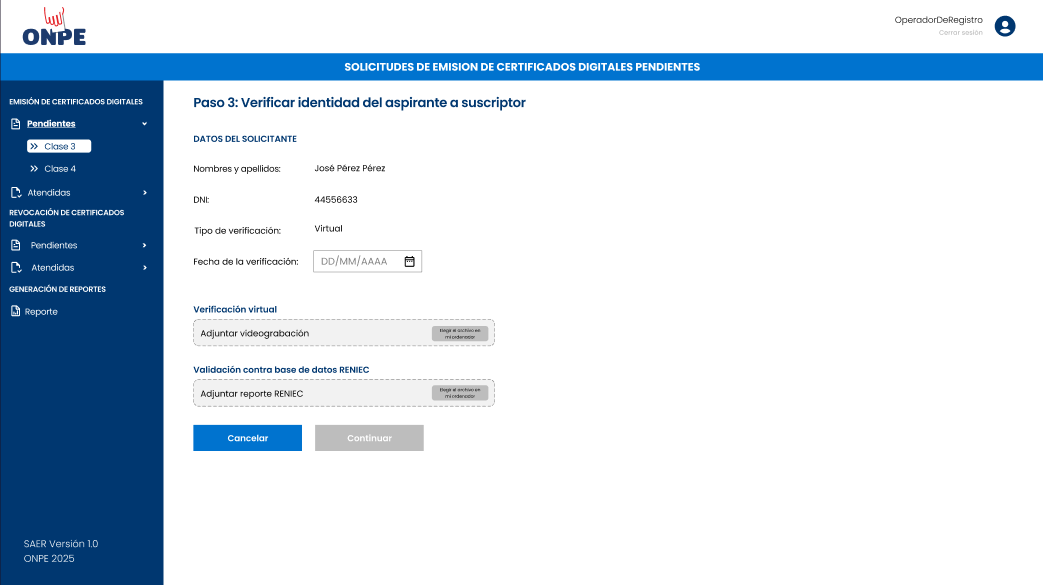 ONPE
OperadorDeRegistro
Cerrar sesión
SOLICITUDES DE EMISION DE CERTIFICADOS DIGITALES PENDIENTES
EMISIÓN DE CERTIFICADOS DIGITALES
Pendientes
Clase 3
Clase 4
Atendidas
REVOCACIÓN DE CERTIFICADOS
DIGITALES
Pendientes
Atendidas
GENERACIÓN DE REPORTES
Reporte
SAER Versión 1.0
ONPE 2025
Paso 3: Verificar identidad del aspirante a suscriptor
DATOS DEL SOLICITANTE
Nombres y apellidos: José Pérez Pérez
DNI: 44556633
Tipo de verificación: Virtual
Fecha de la verificación: DD/MM/AAAA
Verificación virtual
Adjuntar videograbación
Elegir el archivo en
mi ordenador
Validación contra base de datos RENIEC
Adjuntar reporte RENIEC
Elegir el archivo en
mi ordenador
Cancelar Continuar